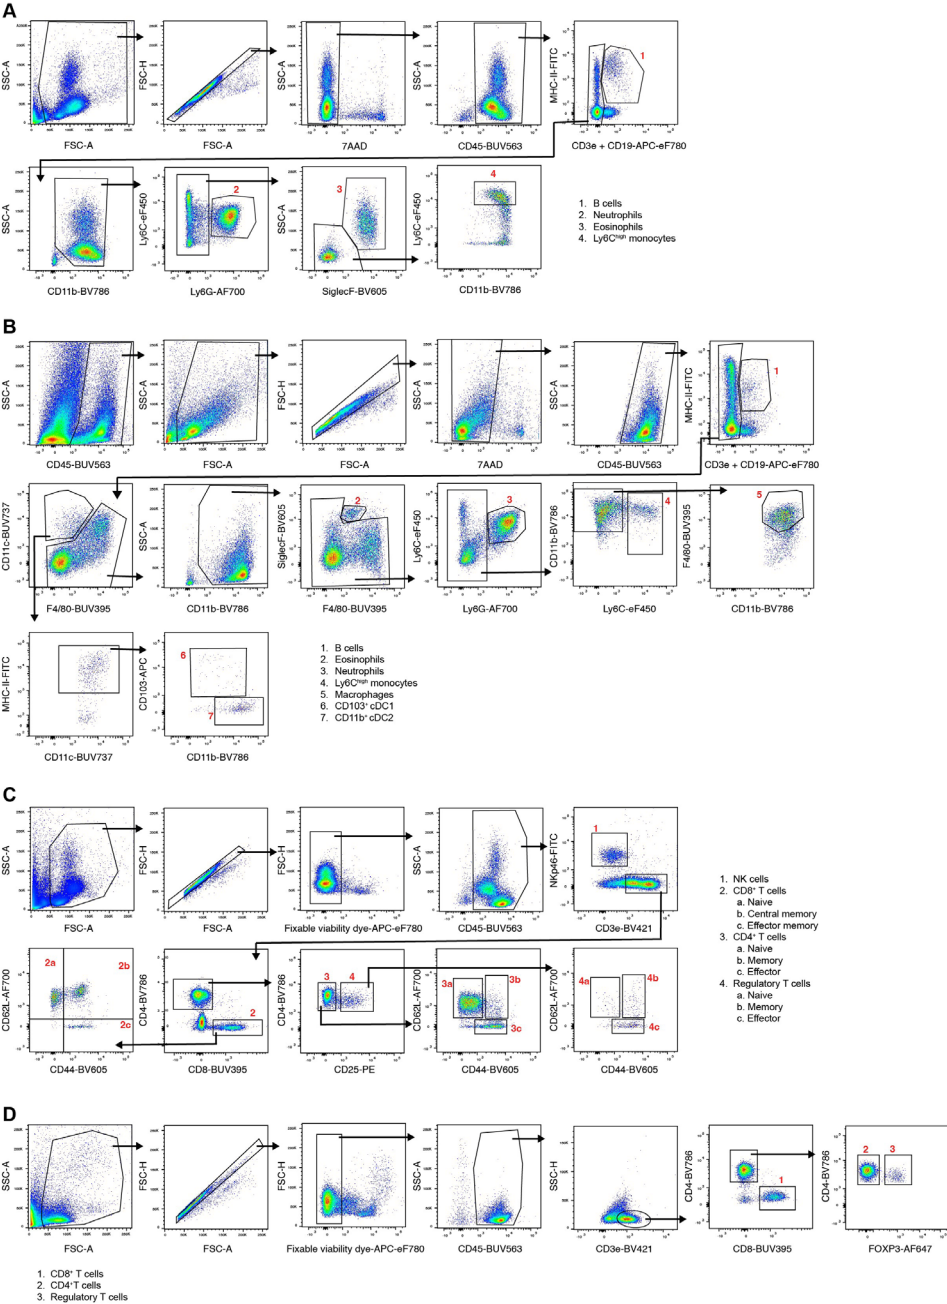 A
SSC-A
FSC-H
SSC-A
SSC-A
MHC-II-FITC
1
FSC-A
FSC-A
7AAD
CD45-BUV563
CD3e + CD19-APC-eF780
SSC-A
Ly6C-eF450
2
SSC-A
3
Ly6C-eF450
4
1. B cells
2. Neutrophils
3. Eosinophils
4. Ly6Chigh monocytes
CD11b-BV786
Ly6G-AF700
SiglecF-BV605
CD11b-BV786
B
SSC-A
SSC-A
FSC-H
SSC-A
SSC-A
MHC-II-FITC
1
CD45-BUV563
FSC-A
FSC-A
7AAD
CD45-BUV563
CD3e + CD19-APC-eF780
CD11c-BUV737
SSC-A
SiglecF-BV605
2
Ly6C-eF450
3
CD11b-BV786
4
F4/80-BUV395
5
F4/80-BUV395
CD11b-BV786
F4/80-BUV395
Ly6G-AF700
Ly6C-eF450
CD11b-BV786
MHC-II-FITC
CD103-APC
6
7
1. B cells
2. Eosinophils
3. Neutrophils
4. Ly6Chigh monocytes
5. Macrophages
6. CD103+ cDC1
7. CD11b+ cDC2
CD11c-BUV737
CD11b-BV786
C
SSC-A
FSC-H
FSC-H
SSC-A
NKp46-FITC
1
FSC-A
FSC-A
Fixable viability dye-APC-eF780
CD45-BUV563
CD3e-BV421
1. NK cells
2. CD8+ T cells
a. Naive
b. Central memory
c. Effector memory
3. CD4+ T cells
a. Naive
b. Memory
c. Effector
4. Regulatory T cells
a. Naive
b. Memory
c. Effector
CD62L-AF700
2a
2b
2c
CD4-BV786
2
CD4-BV786
3
4
CD62L-AF700
3a
3b
3c
CD62L-AF700
4a
4b
4c
CD44-BV605
CD8-BUV395
CD25-PE
CD44-BV605
CD44-BV605
D
SSC-A
FSC-H
FSC-H
SSC-A
SSC-H
CD4-BV786
1
CD4-BV786
2
3
FSC-A
FSC-A
Fixable viability dye-APC-eF780
CD45-BUV563
CD3e-BV421
CD8-BUV395
FOXP3-AF647
1. CD8+ T cells
2. CD4+T cells
3. Regulatory T cells